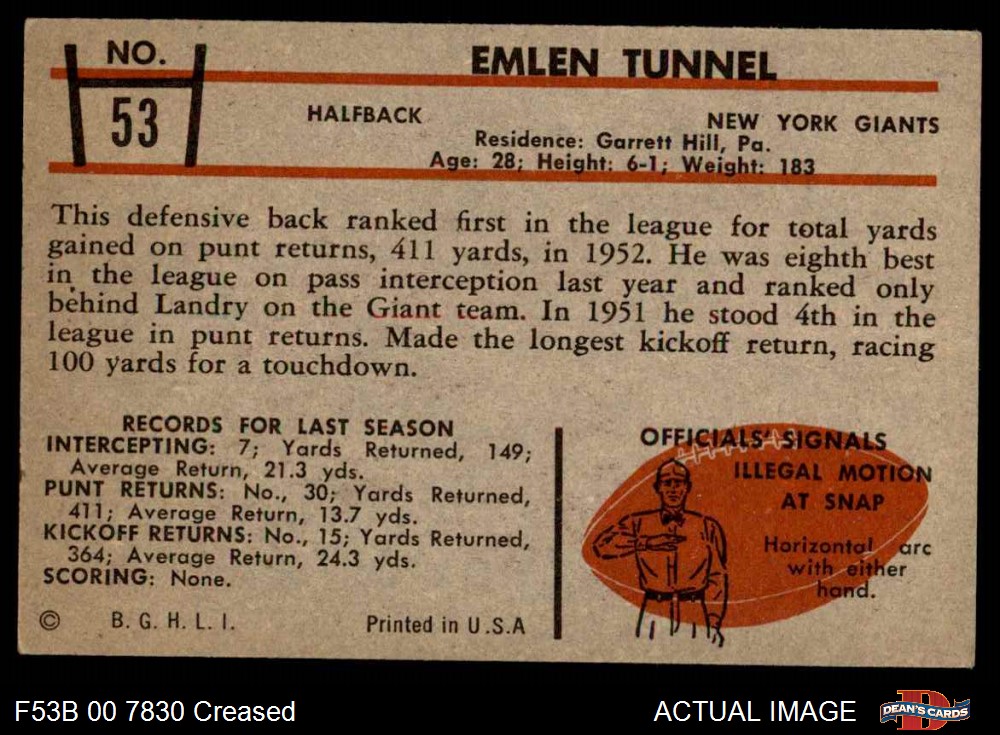 NO.
53
EMLEN TUNNEL
HALFBACK
NEW YORK GIANTS
Residence: Garrett Hill, Pa.
Age: 28; Height: 6-1; Weight: 183
This defensive back ranked first in the league for total yards
gained on punt returns, 411 yards, in 1952. He was eighth best
in the league on pass interception last year and ranked only
behind Landry on the Giant team. In 1951 he stood 4th in the
league in punt returns. Made the longest kickoff return, racing
100 yards for a touchdown.
RECORDS FOR LAST SEASON
INTERCEPTING: 7; Yards Returned, 149;
Average Return, 21.3 yds.
PUNT RETURNS: No., 30; Yards Returned,
411; Average Return, 13.7 yds.
KICKOFF RETURNS: No., 15; Yards Returned,
364; Average Return, 24.3 yds.
SCORING: None.
© B. G. H. L. I.
Printed in U.S.A
OFFICIALS' SIGNALS
ILLEGAL MOTION
AT SNAP
Horizontal arc
with either
hand.
F53B 00 7830 Creased
ACTUAL IMAGE
D
DEAN'S CARDS